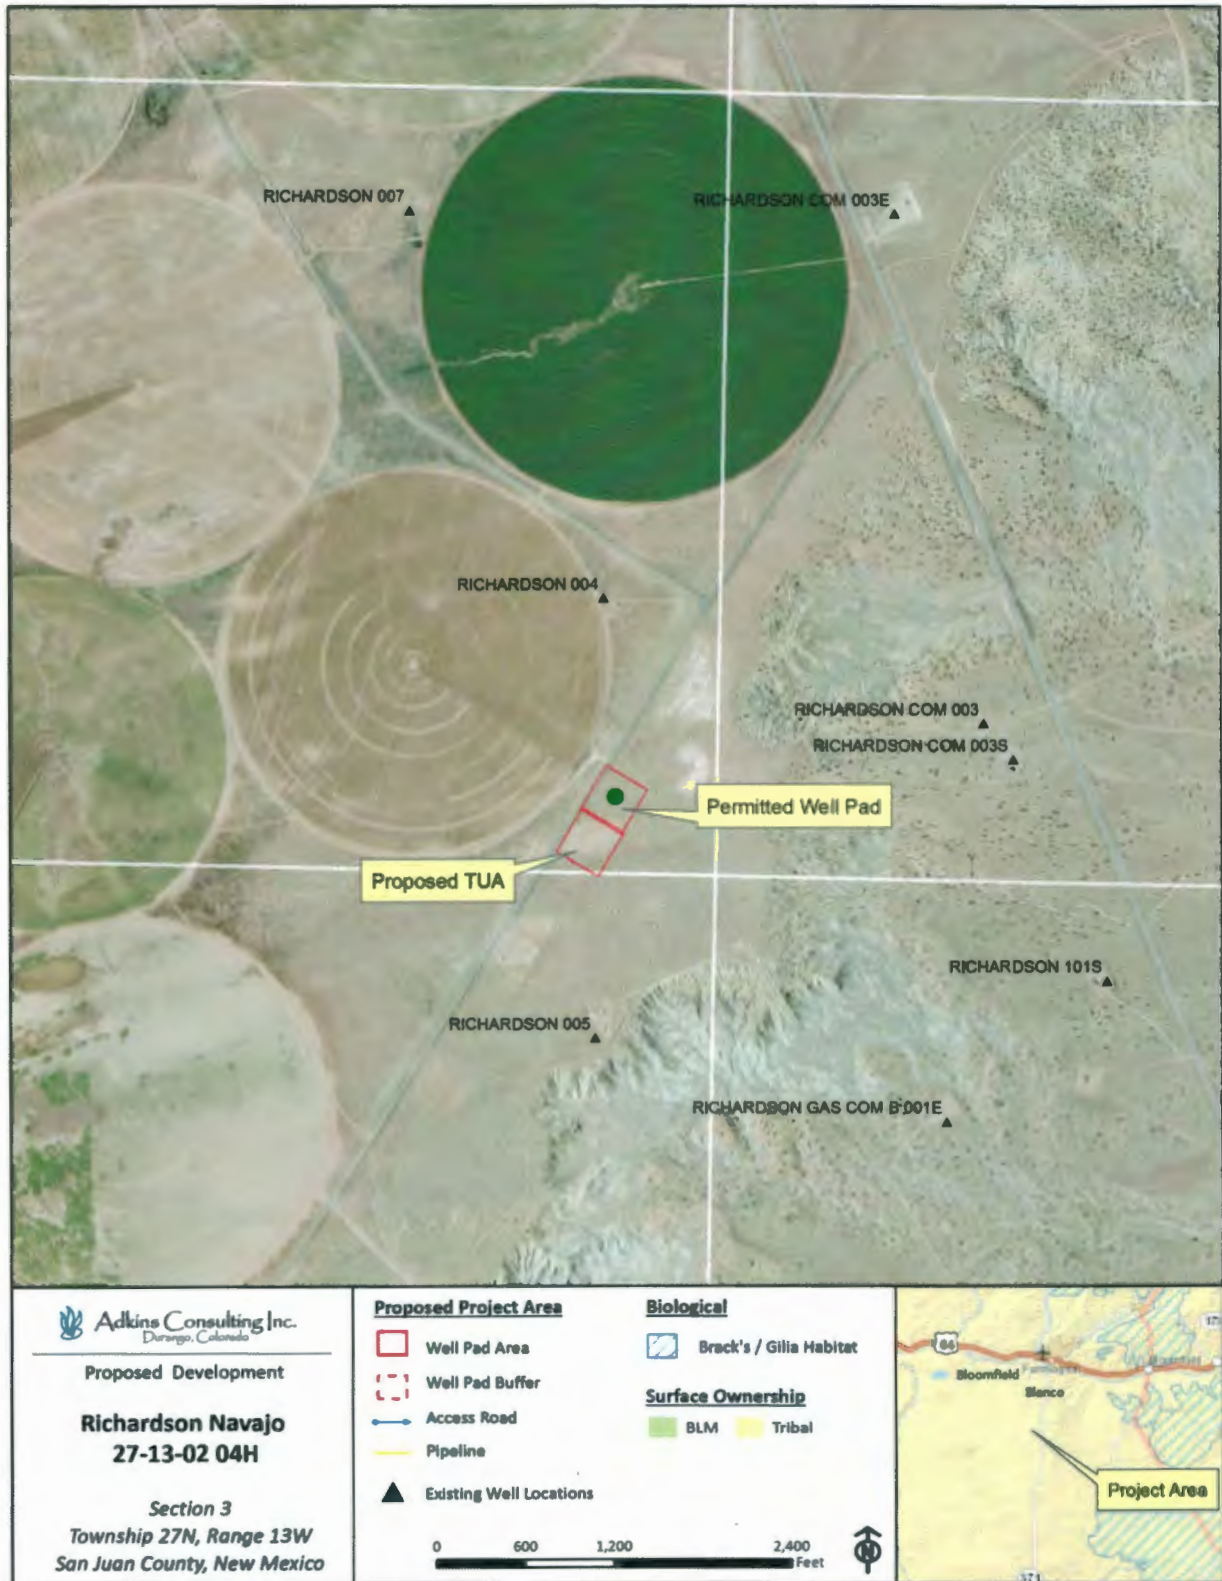 RICHARDSON 007
RICHARDSON COM 003E
RICHARDSON 004
RICHARDSON COM 003
RICHARDSON COM 003S
Permitted Well Pad
Proposed TUA
RICHARDSON 101S
RICHARDSON 005
RICHARDSON GAS COM B 001E
Adkins Consulting Inc.
Durango, Colorado
Proposed Development
Richardson Navajo
27-13-02 04H
Section 3
Township 27N, Range 13W
San Juan County, New Mexico
Proposed Project Area
Well Pad Area
Well Pad Buffer
Access Road
Pipeline
Existing Well Locations
Biological
Brack's / Gilia Habitat
Surface Ownership
BLM Tribal
0 600 1,200 2,400
Feet
N
64
Bloomfield
Blanco
Project Area
371